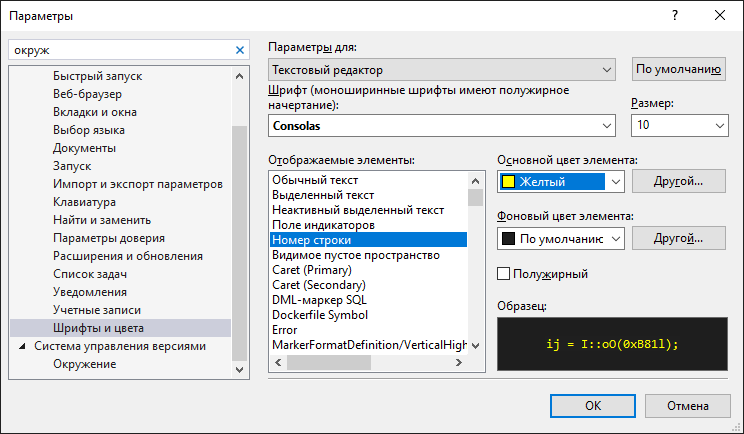 Параметры
?
окруж
Быстрый запуск
Веб-браузер
Вкладки и окна
Выбор языка
Документы
Запуск
Импорт и экспорт параметров
Клавиатура
Найти и заменить
Параметры доверия
Расширения и обновления
Список задач
Уведомления
Учетные записи
Шрифты и цвета
Система управления версиями
Окружение
Параметры для:
Текстовый редактор
По умолчанию
Шрифт (моноширинные шрифты имеют полужирное
начертание):
Размер:
Consolas
10
Отображаемые элементы:
Обычный текст
Выделенный текст
Неактивный выделенный текст
Поле индикаторов
Номер строки
Видимое пустое пространство
Caret (Primary)
Caret (Secondary)
DML-маркер SQL
Dockerfile Symbol
Error
MarkerFormatDefinition/VerticalHigh
Основной цвет элемента:
Желтый
Другой...
Фоновый цвет элемента:
По умолчанию
Другой...
Полужирный
Образец:
ij = I::oO(0xB81l);
OK
Отмена